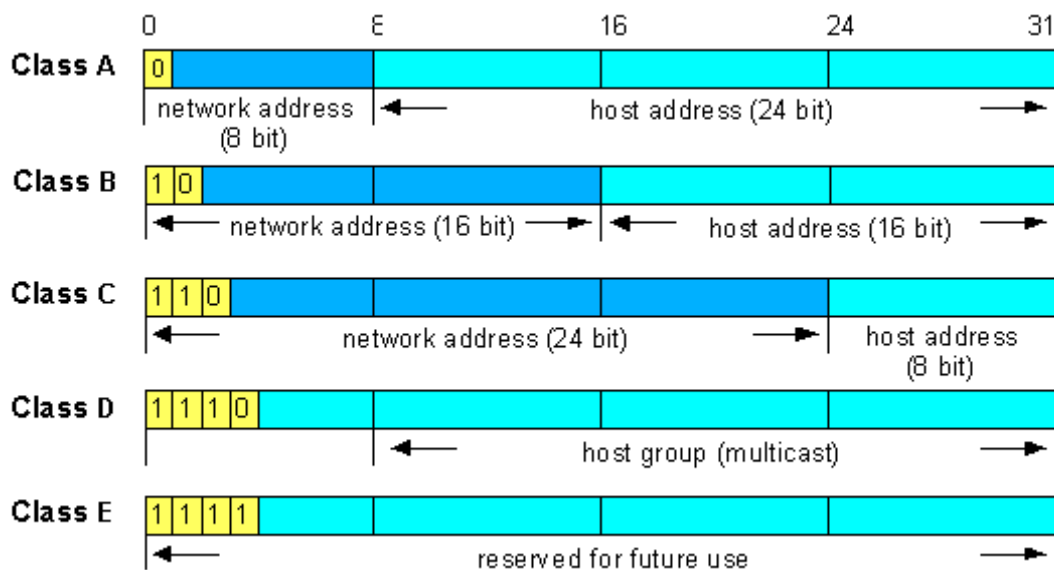 0 8 16 24 31
Class A 0
network address
(8 bit)
host address (24 bit)
Class B 1 0
network address (16 bit) host address (16 bit)
Class C 1 1 0
network address (24 bit) host address
(8 bit)
Class D 1 1 1 0
host group (multicast)
Class E 1 1 1 1
reserved for future use